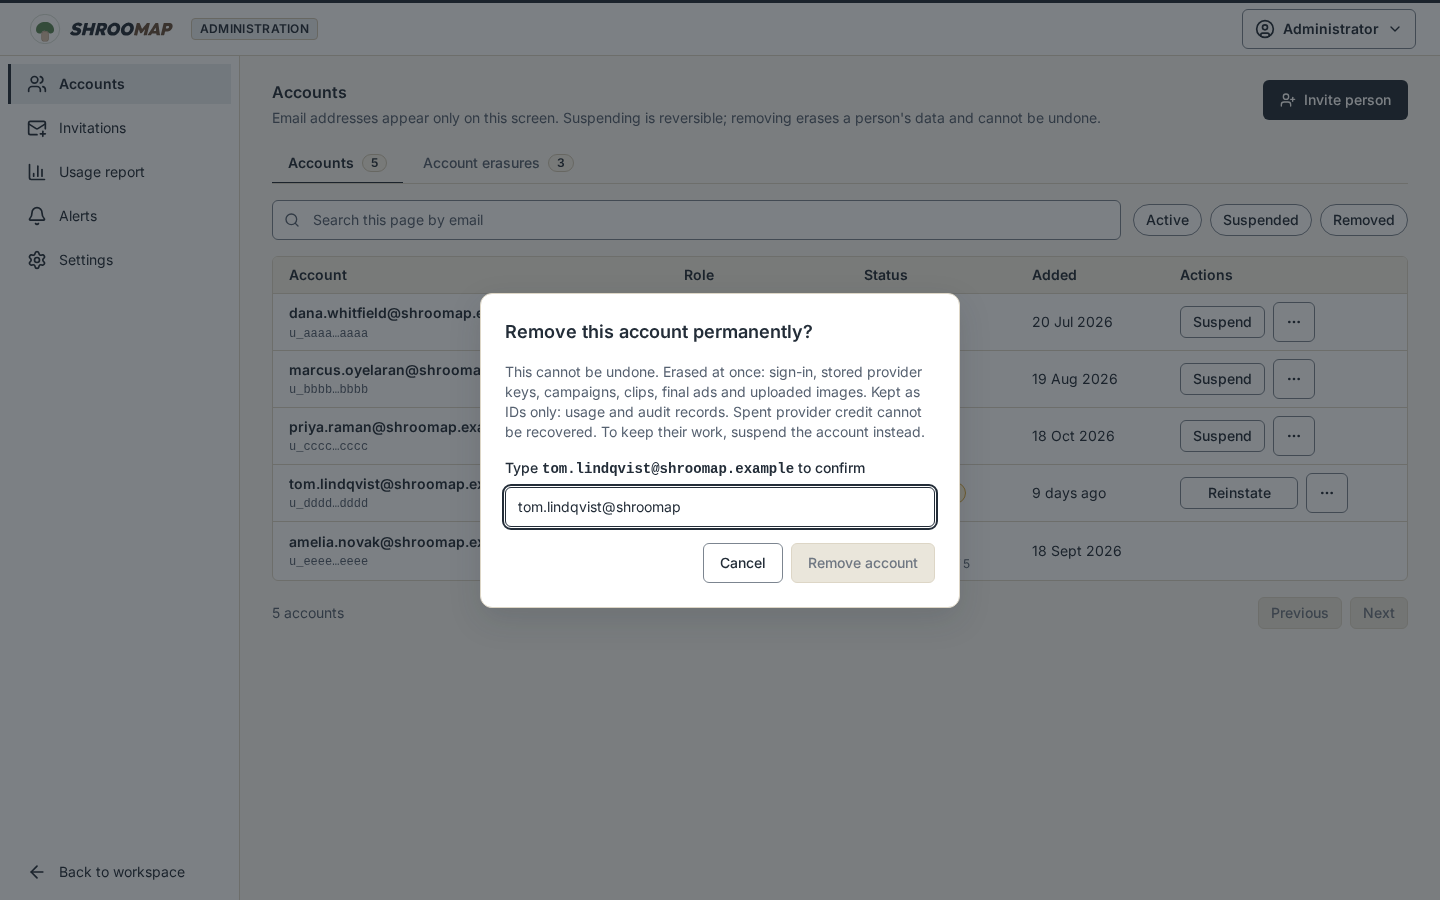 SHROOMAP
ADMINISTRATION
Administrator
Accounts
Invitations
Usage report
Alerts
Settings
Back to workspace
Accounts
Email addresses appear only on this screen. Suspending is reversible; removing erases a person's data and cannot be undone.
Invite person
Accounts 5
Account erasures 3
Search this page by email
Active
Suspended
Removed
Account Role Status Added Actions
dana.whitfield@shroomap.e
u_aaaa…aaaa
20 Jul 2026
Suspend
marcus.oyelaran@shrooma
u_bbbb…bbbb
19 Aug 2026
Suspend
priya.raman@shroomap.exa
u_cccc…cccc
18 Oct 2026
Suspend
tom.lindqvist@shroomap.ex
u_dddd…dddd
9 days ago
Reinstate
amelia.novak@shroomap.ex
u_eeee…eeee
5
18 Sept 2026
5 accounts
Previous
Next
Remove this account permanently?
This cannot be undone. Erased at once: sign-in, stored provider
keys, campaigns, clips, final ads and uploaded images. Kept as
IDs only: usage and audit records. Spent provider credit cannot
be recovered. To keep their work, suspend the account instead.
Type tom.lindqvist@shroomap.example to confirm
tom.lindqvist@shroomap
Cancel
Remove account